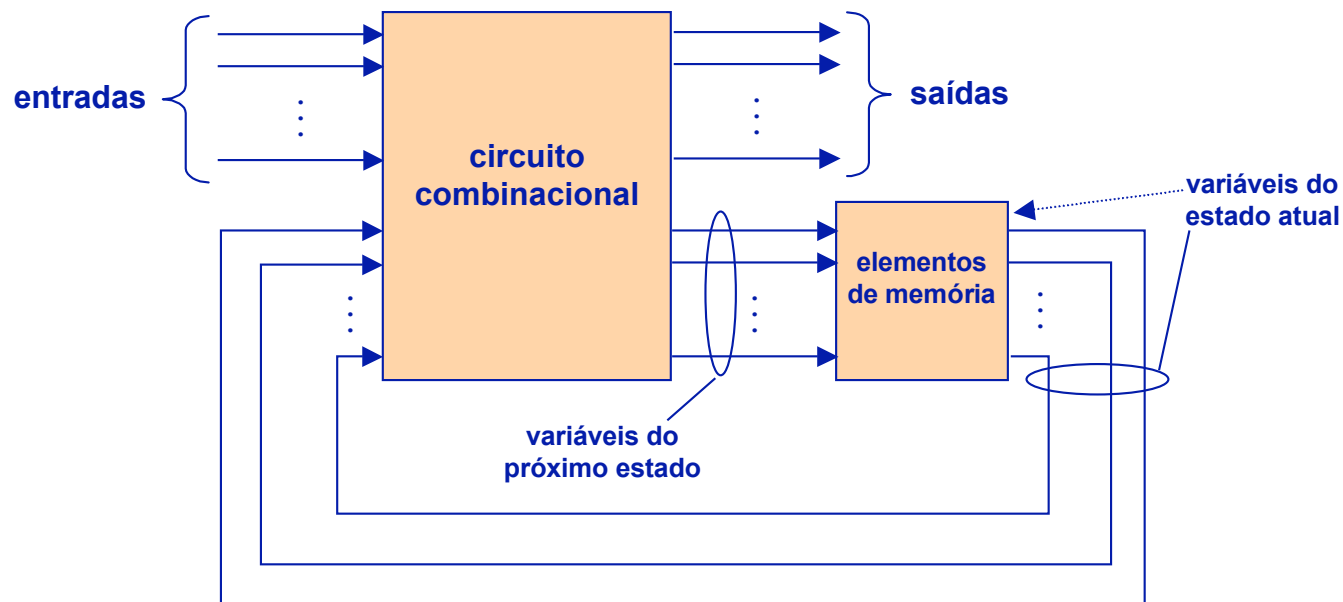 entradas
circuito
combinacional
saídas
variáveis do
estado atual
elementos
de memória
variáveis do
próximo estado